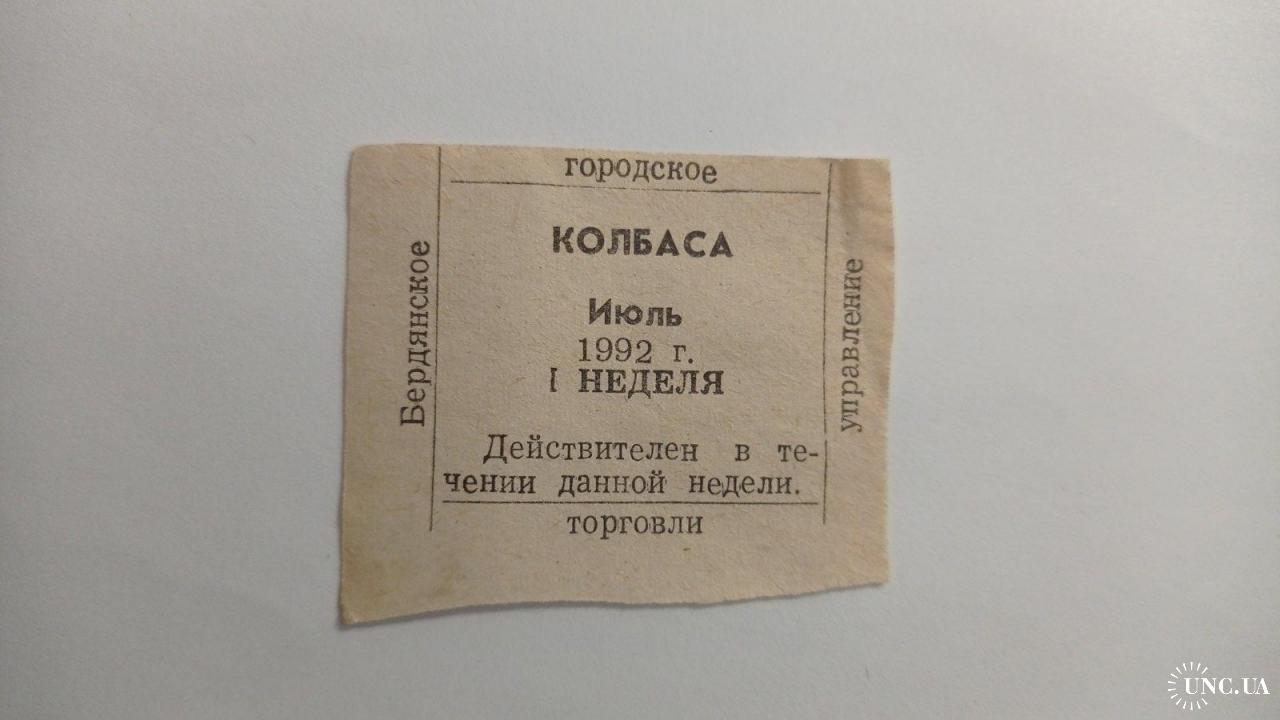 городское
Бердянское
КОЛБАСА
Июль
1992 г.
I НЕДЕЛЯ
Действителен в те-
чении данной недели.
управление
торговли
UNC.UA